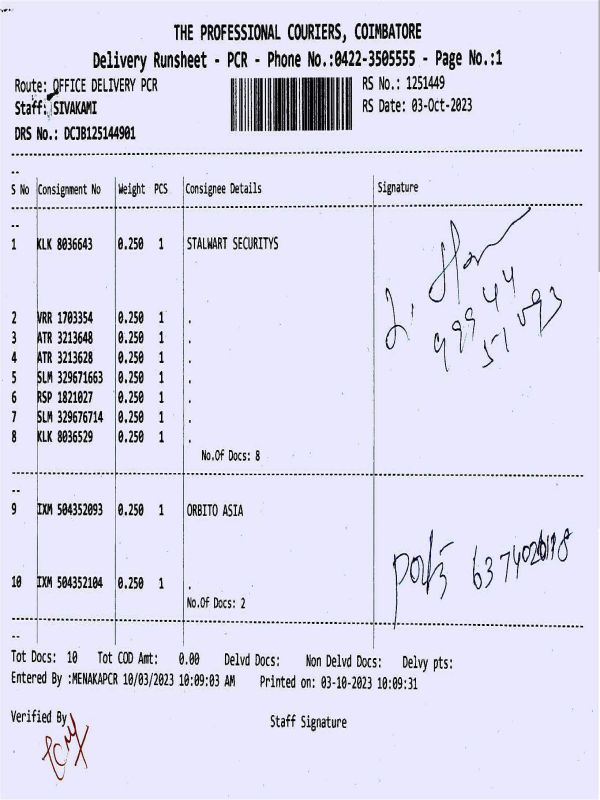 THE PROFESSIONAL COURIERS, COIMBATORE
Delivery Runsheet - PCR - Phone No.:0422-3505555 - Page No.:1
Route: OFFICE DELIVERY PCR RS No.: 1251449
Staff: SIVAKAMI RS Date: 03-Oct-2023
DRS No.: DCJB125144901
--
S No Consignment No Weight PCS Consignee Details Signature
--
1 KLK 8036643 0.250 1 STALWART SECURITYS
2 VRR 1703354 0.250 1 .
99944
3 ATR 3213648 0.250 1 .
51093
4 ATR 3213628 0.250 1 .
5 SLM 329671663 0.250 1 .
6 RSP 1821027 0.250 1 .
7 SLM 329676714 0.250 1 .
8 KLK 8036529 0.250 1 .
No.Of Docs: 8
--
9 IXM 504352093 0.250 1 ORBITO ASIA
10 IXM 504352104 0.250 1 .
No.Of Docs: 2
--
Tot Docs: 10 Tot COD Amt: 0.00 Delvd Docs: Non Delvd Docs: Delvy pts:
Entered By :MENAKAPCR 10/03/2023 10:09:03 AM Printed on: 03-10-2023 10:09:31
Verified By Staff Signature